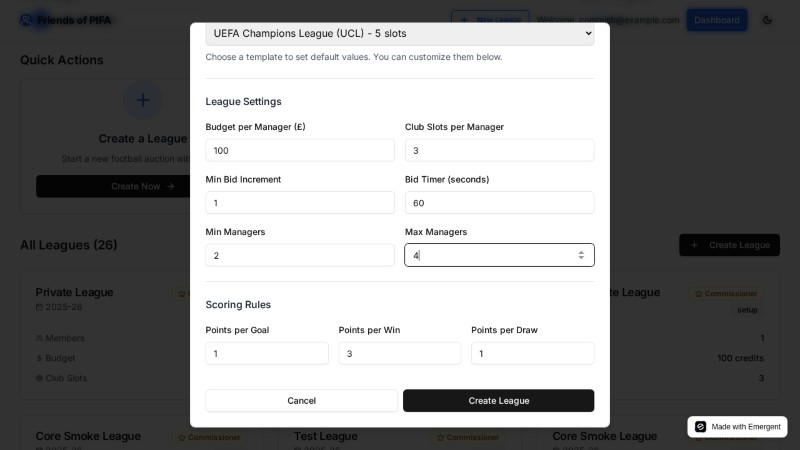 Friends of PIFA
New League
Welcome, commish@example.com
Dashboard
UEFA Champions League (UCL) - 5 slots
Choose a template to set default values. You can customize them below.
Quick Actions
Create a League
Start a new football auction
Create Now
League Settings
Budget per Manager (£)
Club Slots per Manager
100
3
Min Bid Increment
Bid Timer (seconds)
1
60
Min Managers
Max Managers
2
4
All Leagues (26)
Create League
Scoring Rules
Points per Goal
Points per Win
Points per Draw
1
3
1
Cancel
Create League
Private League
2025-26
Members
Budget
Club Slots
League
Commissioner
setup
1
100 credits
3
Core Smoke League
Commissioner
Test League
Commissioner
Core Smoke League
Commissioner
Made with Emergent